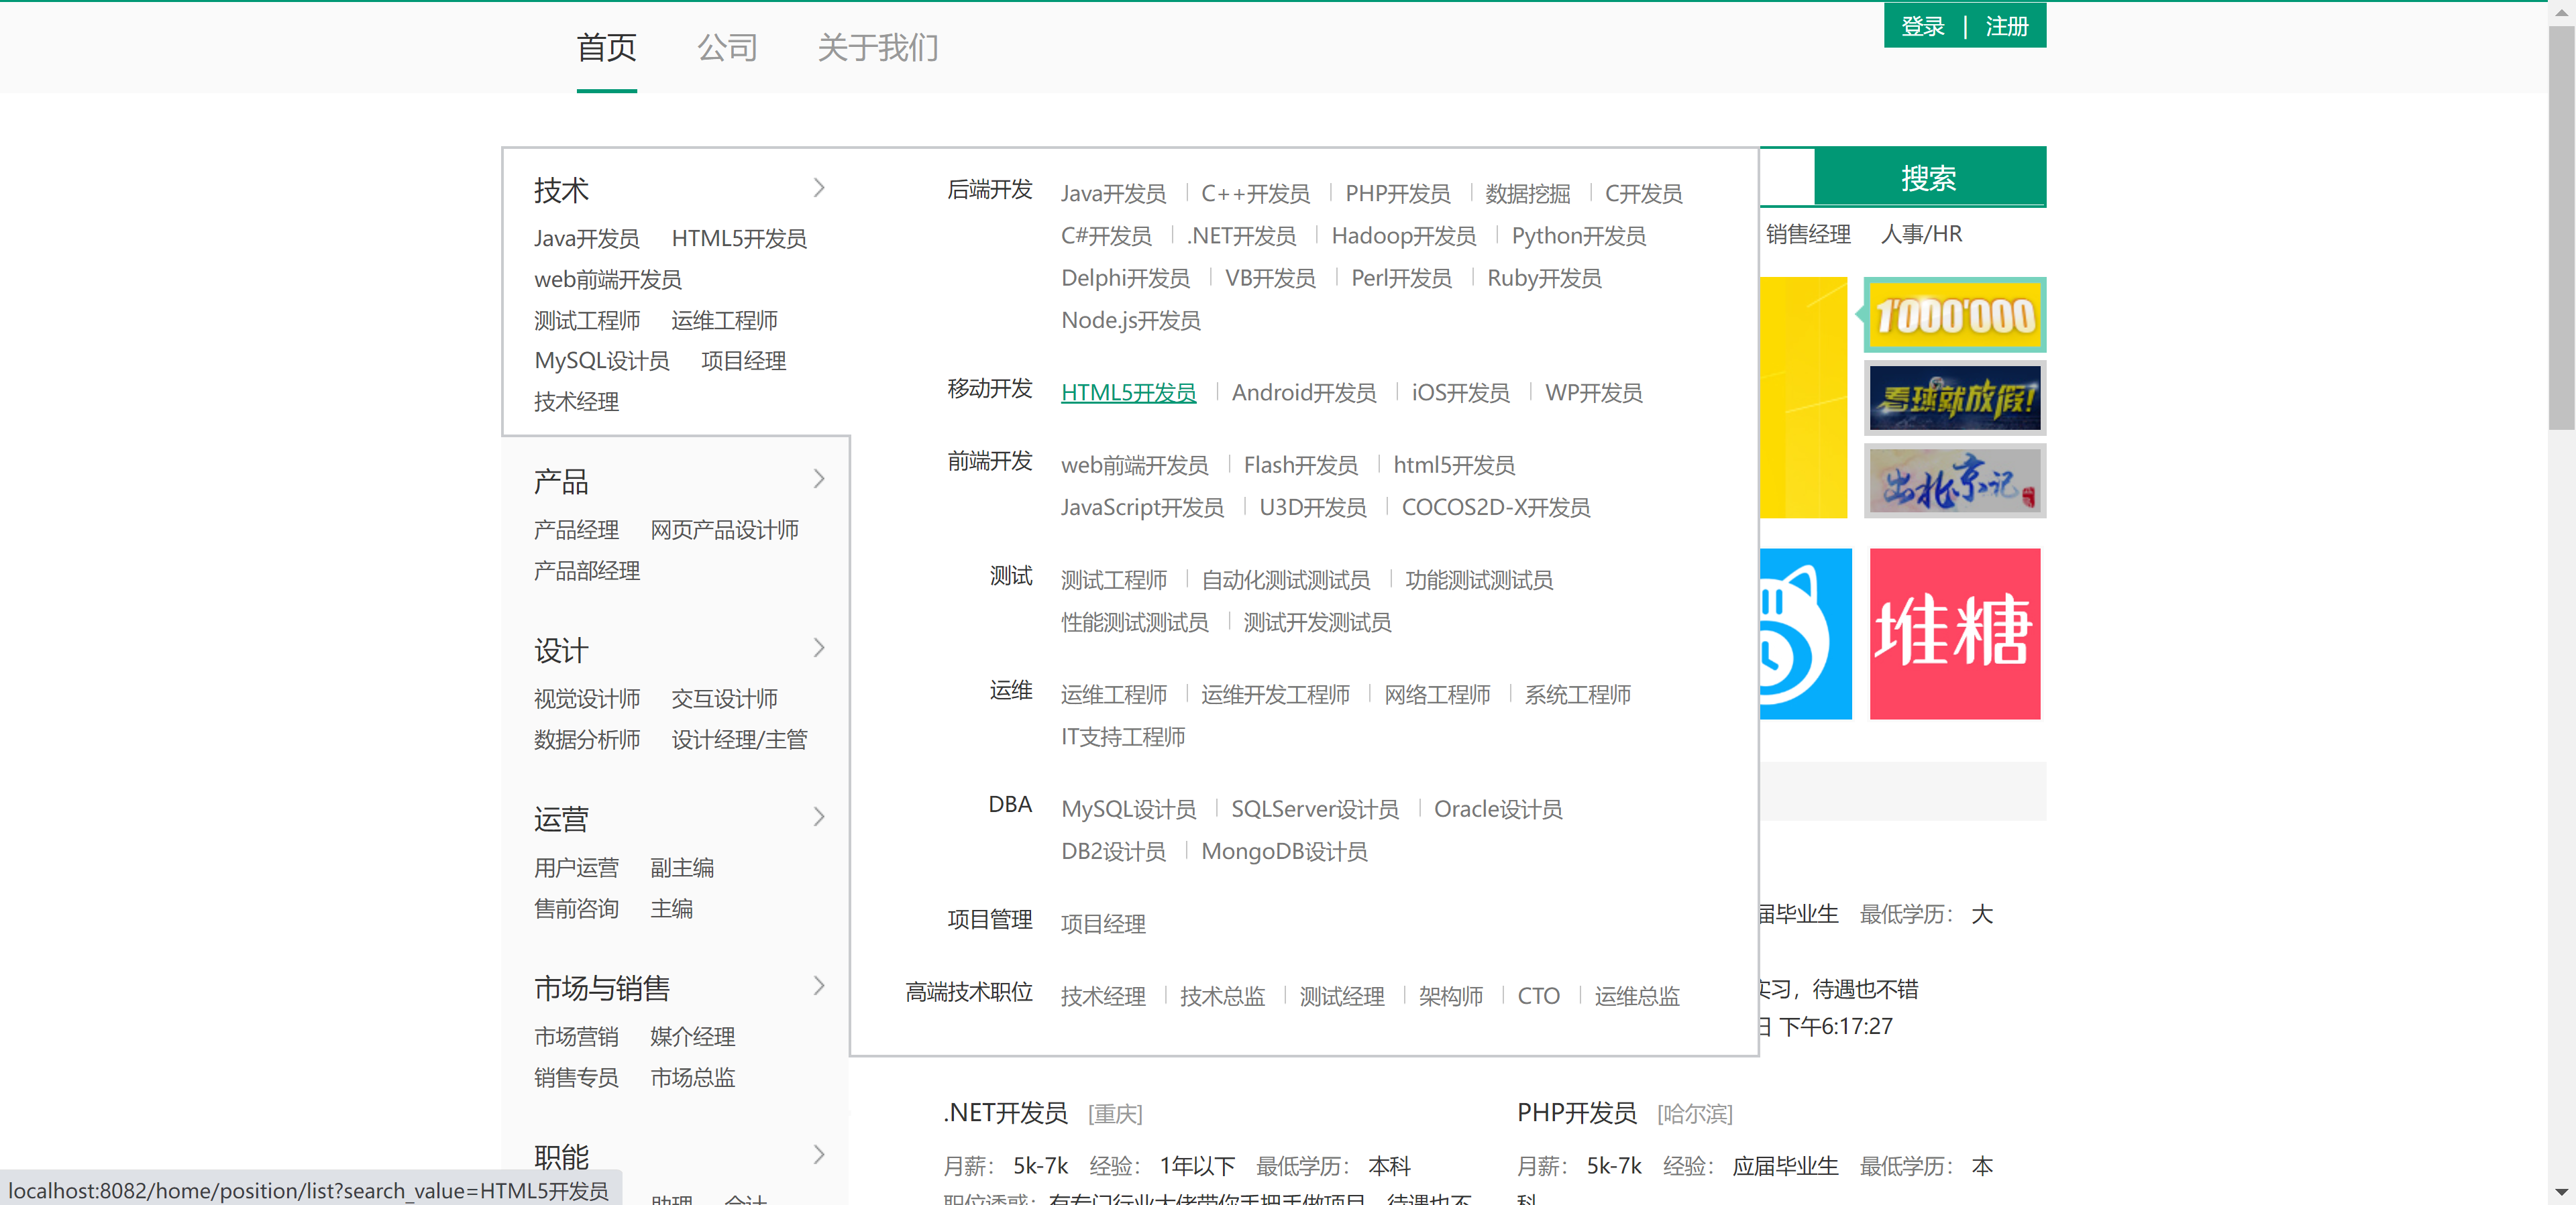 首页 公司 关于我们
登录 | 注册
技术
Java开发员 HTML5开发员
web前端开发员
测试工程师 运维工程师
MySQL设计员 项目经理
技术经理
产品
产品经理 网页产品设计师
产品部经理
设计
视觉设计师 交互设计师
数据分析师 设计经理/主管
运营
用户运营 副主编
售前咨询 主编
市场与销售
市场营销 媒介经理
销售专员 市场总监
职能
助理 会计
后端开发 Java开发员 C++开发员 PHP开发员 数据挖掘 C开发员
C#开发员 .NET开发员 Hadoop开发员 Python开发员
Delphi开发员 VB开发员 Perl开发员 Ruby开发员
Node.js开发员
移动开发 HTML5开发员 Android开发员 iOS开发员 WP开发员
前端开发 web前端开发员 Flash开发员 html5开发员
JavaScript开发员 U3D开发员 COCOS2D-X开发员
测试 测试工程师 自动化测试测试员 功能测试测试员
性能测试测试员 测试开发测试员
运维 运维工程师 运维开发工程师 网络工程师 系统工程师
IT支持工程师
DBA MySQL设计员 SQLServer设计员 Oracle设计员
DB2设计员 MongoDB设计员
项目管理 项目经理
高端技术职位 技术经理 技术总监 测试经理 架构师 CTO 运维总监
搜索
销售经理 人事/HR
1'000'000
看球就放假!
出北京记
堆糖
届毕业生 最低学历： 大
实习，待遇也不错
日 下午6:17:27
.NET开发员 [重庆]
月薪： 5k-7k 经验： 1年以下 最低学历： 本科
职位诱惑： 有专门行业大佬带你手把手做项目，待遇也不
PHP开发员 [哈尔滨]
月薪： 5k-7k 经验： 应届毕业生 最低学历： 本
科
localhost:8082/home/position/list?search_value=HTML5开发员